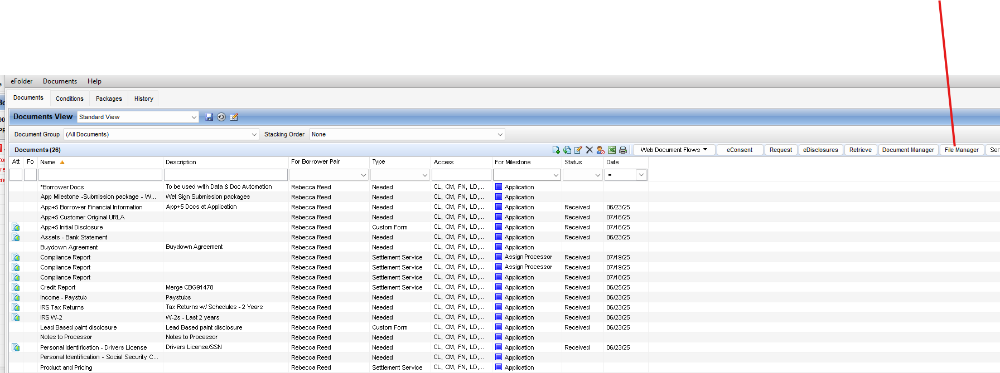 eFolder Documents Help
Documents Conditions Packages History
Documents View Standard View
Document Group (All Documents) Stacking Order None
Documents (26) Web Document Flows eConsent Request eDisclosures Retrieve Document Manager File Manager Sen
Att Fo Name Description For Borrower Pair Type Access For Milestone Status Date
=
*Borrower Docs To be used with Data & Doc Automation Rebecca Reed Needed CL, CM, FN, LD,... Application
App Milestone -Submission package - W... Wet Sign Submission packages Rebecca Reed Needed CL, CM, FN, LD,... Application
App+5 Borrower Financial Information App+5 Docs at Application Rebecca Reed Needed CL, CM, FN, LD,... Application Received 06/23/25
App+5 Customer Original URLA Rebecca Reed Needed CL, CM, FN, LD,... Application Received 07/16/25
App+5 Initial Disclosure Rebecca Reed Custom Form CL, CM, FN, LD,... Application Received 07/16/25
Assets - Bank Statement Rebecca Reed Needed CL, CM, FN, LD,... Application Received 06/23/25
Buydown Agreement Buydown Agreement Rebecca Reed Needed CL, CM, FN, LD,... Application
Compliance Report Rebecca Reed Settlement Service CL, CM, FN, LD,... Assign Processor Received 07/19/25
Compliance Report Rebecca Reed Settlement Service CL, CM, FN, LD,... Assign Processor Received 07/19/25
Compliance Report Rebecca Reed Settlement Service CL, CM, FN, LD,... Application Received 07/18/25
Credit Report Merge CBG91478 Rebecca Reed Settlement Service CL, CM, FN, LD,... Application Received 06/25/25
Income - Paystub Paystubs Rebecca Reed Needed CL, CM, FN, LD,... Application Received 06/23/25
IRS Tax Returns Tax Returns w/ Schedules - 2 Years Rebecca Reed Needed CL, CM, FN, LD,... Application Received 06/23/25
IRS W-2 W-2s - Last 2 years Rebecca Reed Needed CL, CM, FN, LD,... Application Received 06/23/25
Lead Based paint disclosure Lead Based paint disclosure Rebecca Reed Custom Form CL, CM, FN, LD,... Application Received 06/23/25
Notes to Processor Notes to Processor Rebecca Reed Needed CL, CM, FN, LD,... Application
Personal Identification - Drivers License Drivers License/SSN Rebecca Reed Needed CL, CM, FN, LD,... Application Received 06/23/25
Personal Identification - Social Security C... Rebecca Reed Needed CL, CM, FN, LD,... Application
Product and Pricing Rebecca Reed Settlement Service CL, CM, FN, LD,... Application